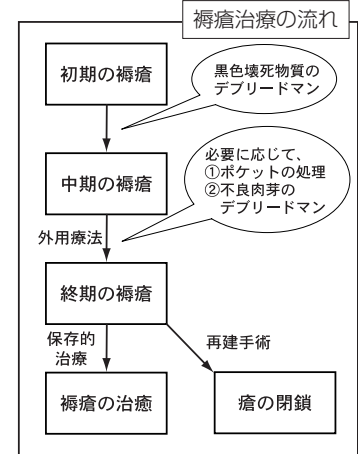 褥瘡治療の流れ
初期の褥瘡
黒色壊死物質の
デブリードマン
中期の褥瘡
必要に応じて、
①ポケットの処理
②不良肉芽の
デブリードマン
外用療法
終期の褥瘡
保存的
治療
再建手術
褥瘡の治癒
瘡の閉鎖